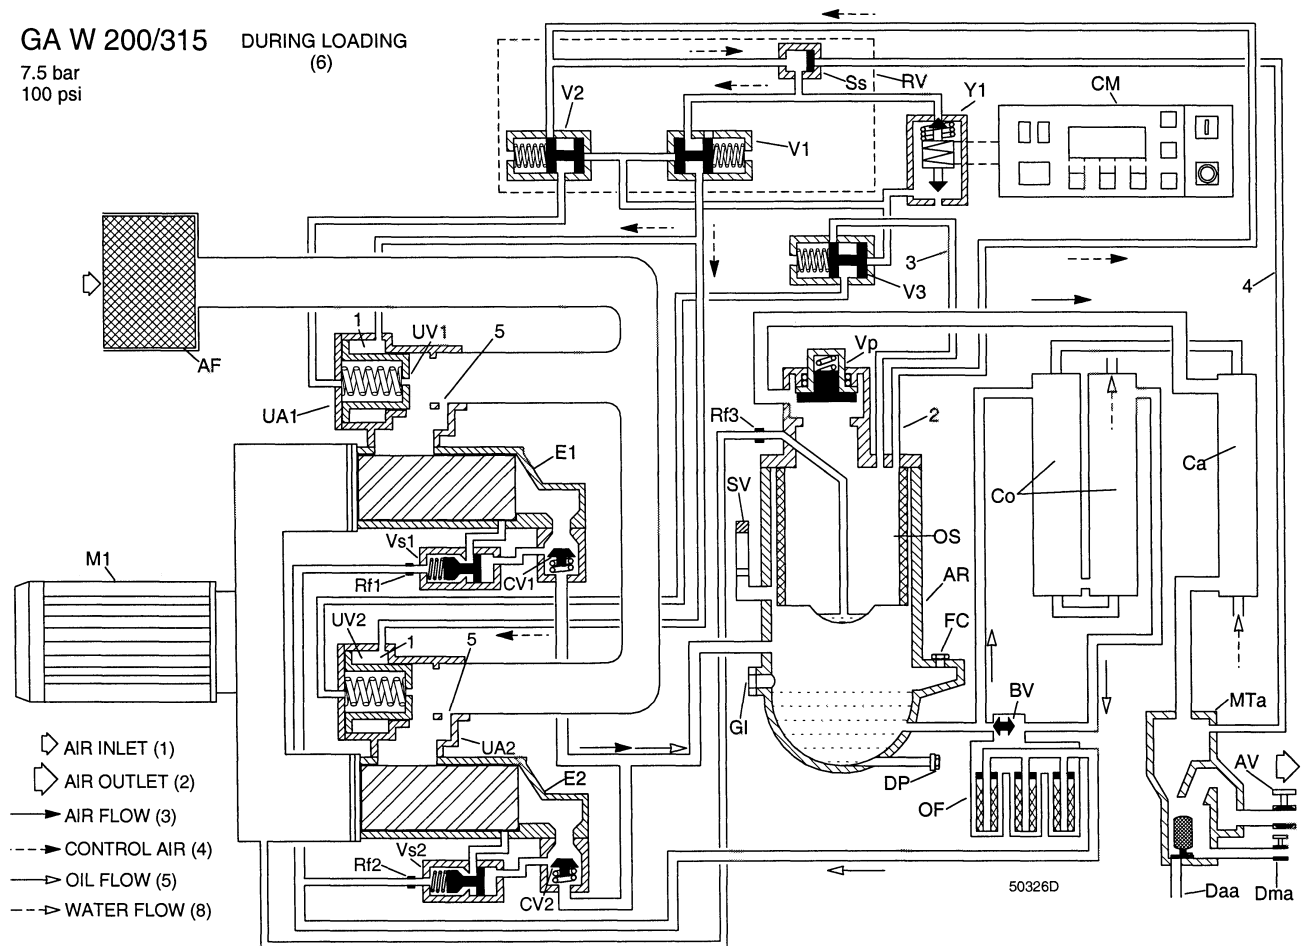 GA W 200/315
DURING LOADING
(6)
7.5 bar
100 psi
Ss
RV
Y1
CM
V2
V1
3
V3
4
AF
1
UV1
5
Vp
UA1
Rf3
2
E1
Ca
Co
SV
Vs1
OS
M1
Rf1
CV1
AR
UV2
1
5
FC
GI
BV
MTa
AIR INLET (1)
UA2
AIR OUTLET (2)
E2
DP
AV
AIR FLOW (3)
OF
CONTROL AIR (4)
Vs2
Rf2
OIL FLOW (5)
50326D
CV2
Daa
Dma
WATER FLOW (8)